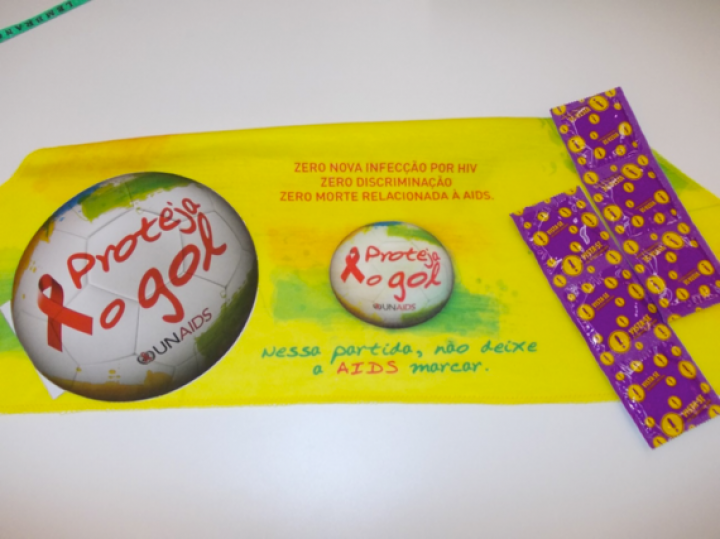 Proteja
o gol
UNAIDS
ZERO NOVA INFECÇÃO POR HIV
ZERO DISCRIMINAÇÃO
ZERO MORTE RELACIONADA À AIDS.
Proteja
o gol
UNAIDS
Nessa partida, não deixe
a AIDS marcar.